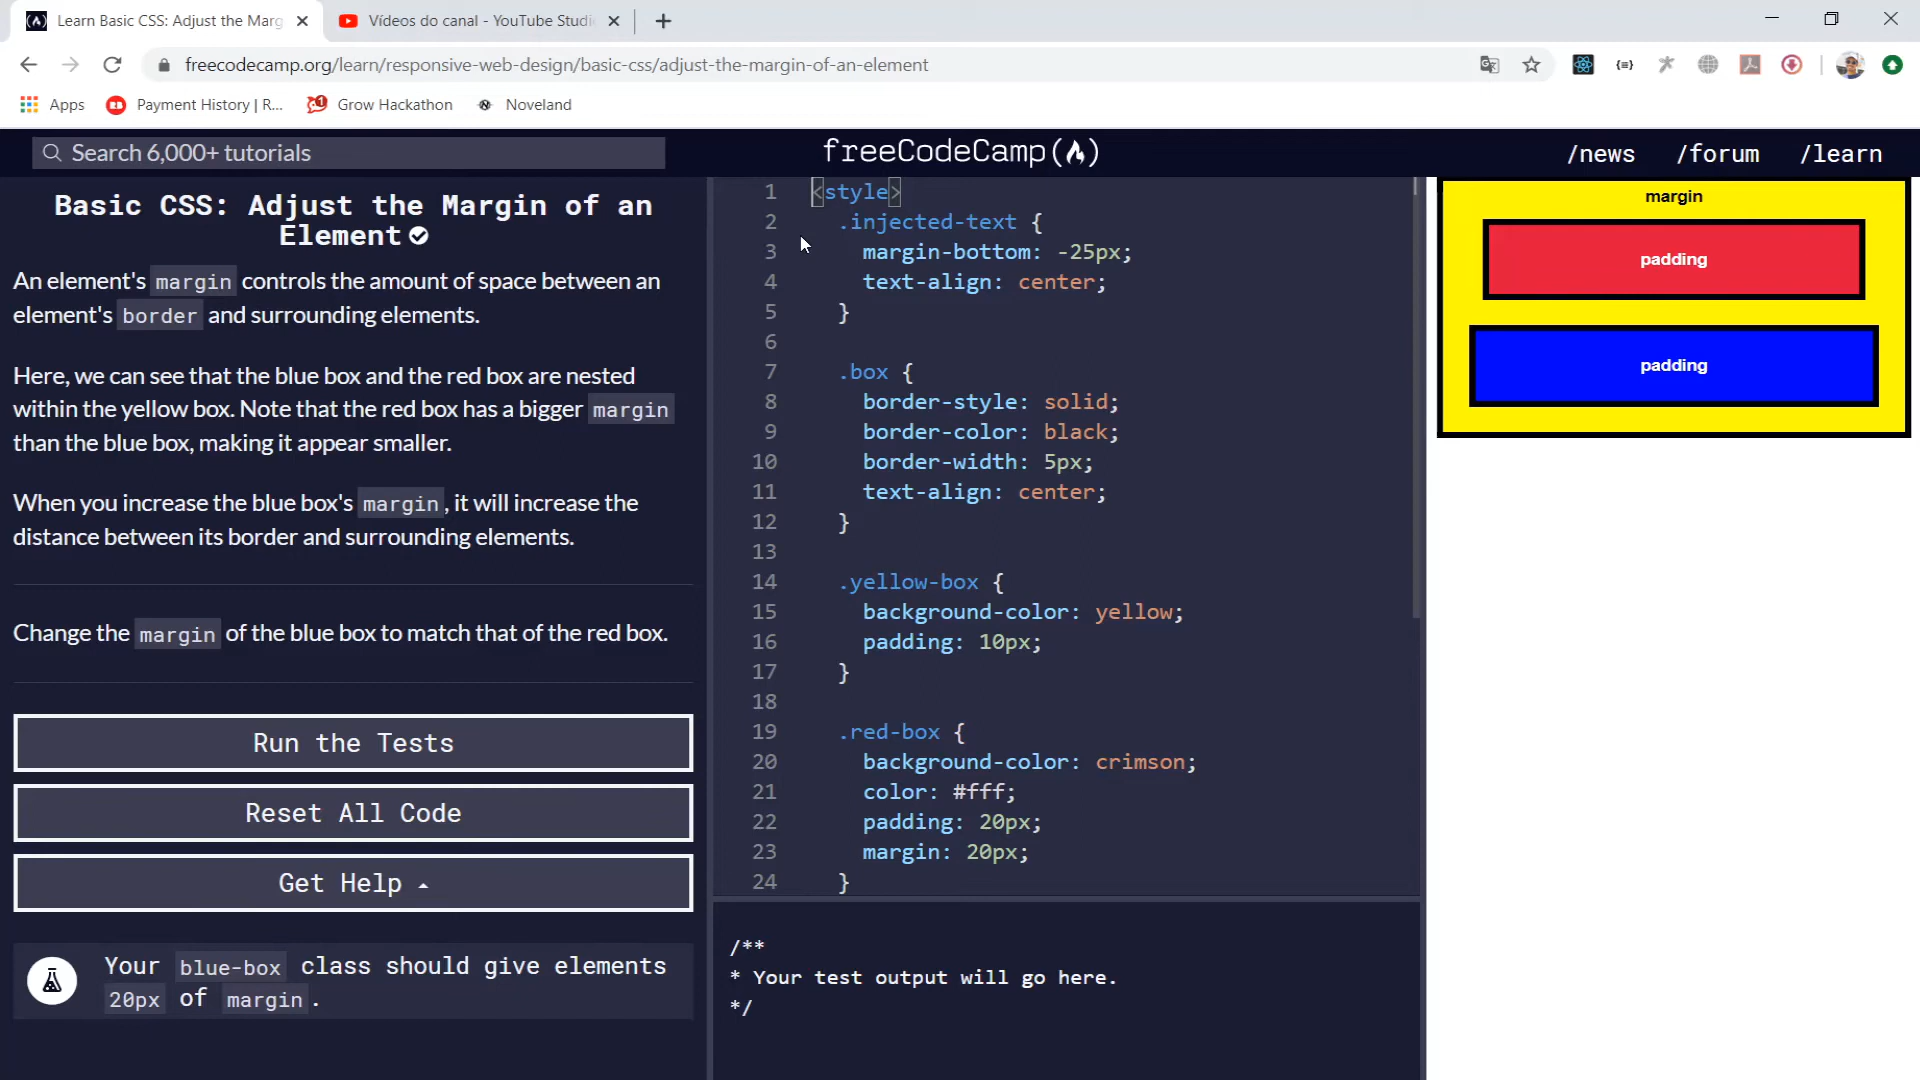 Learn Basic CSS: Adjust the Marg
Vídeos do canal - YouTube Studi
freecodecamp.org/learn/responsive-web-design/basic-css/adjust-the-margin-of-an-element
Apps
Payment History | R...
Grow Hackathon
Noveland
Search 6,000+ tutorials
freeCodeCamp
/news
/forum
/learn
Basic CSS: Adjust the Margin of an
Element
An element's margin controls the amount of space between an
element's border and surrounding elements.
Here, we can see that the blue box and the red box are nested
within the yellow box. Note that the red box has a bigger margin
than the blue box, making it appear smaller.
When you increase the blue box's margin, it will increase the
distance between its border and surrounding elements.
Change the margin of the blue box to match that of the red box.
Run the Tests
Reset All Code
Get Help
Your blue-box class should give elements
20px of margin.
1 <style>
2 .injected-text {
3 margin-bottom: -25px;
4 text-align: center;
5 }
6
7 .box {
8 border-style: solid;
9 border-color: black;
10 border-width: 5px;
11 text-align: center;
12 }
13
14 .yellow-box {
15 background-color: yellow;
16 padding: 10px;
17 }
18
19 .red-box {
20 background-color: crimson;
21 color: #fff;
22 padding: 20px;
23 margin: 20px;
24 }
/**
* Your test output will go here.
*/
margin
padding
padding